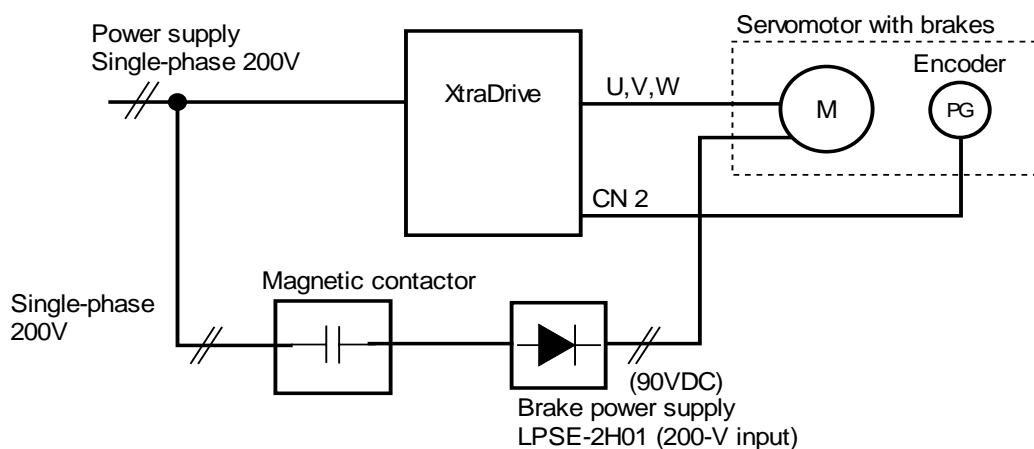 Servomotor with brakes
Power supply
Single-phase 200V
XtraDrive
U,V,W
Encoder
M
PG
CN 2
Magnetic contactor
Single-phase
200V
(90VDC)
Brake power supply
LPSE-2H01 (200-V input)